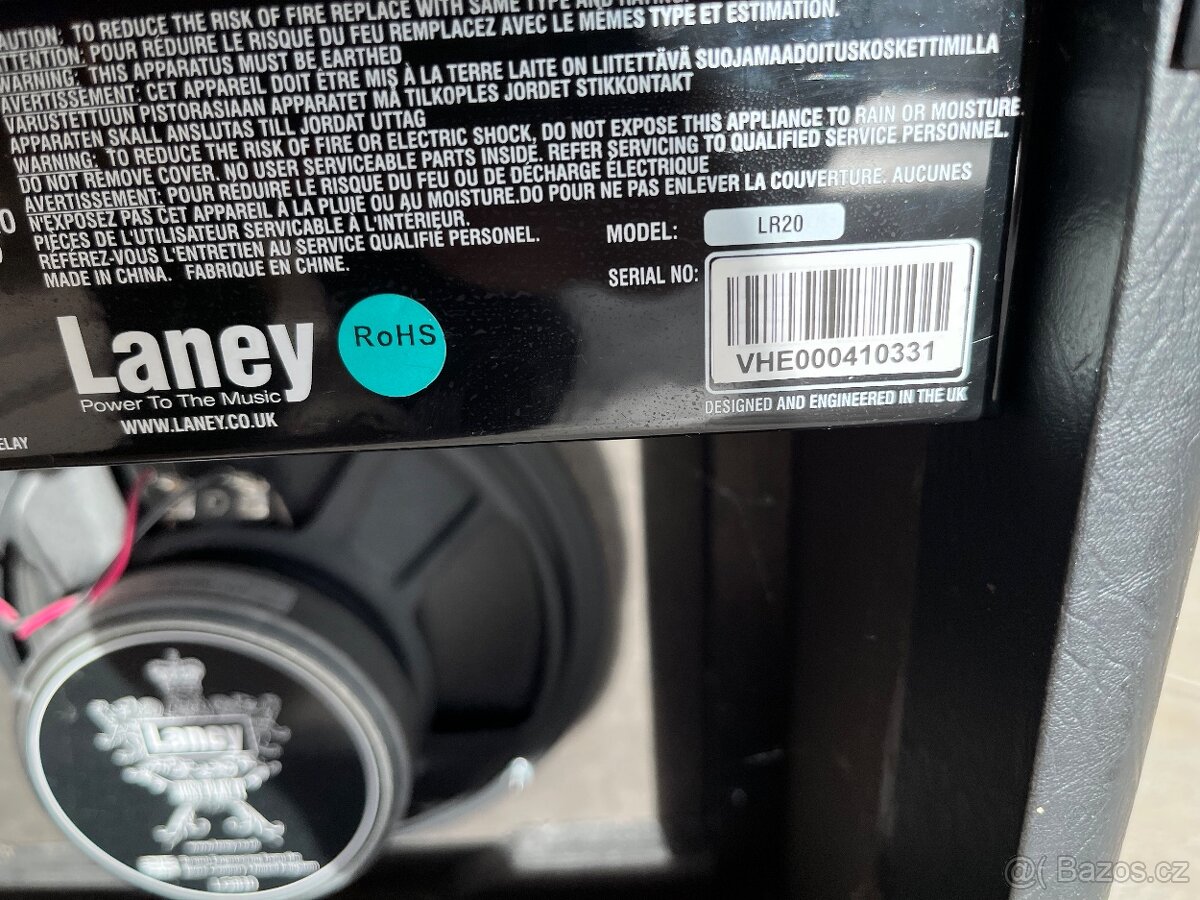 CAUTION: TO REDUCE THE RISK OF FIRE REPLACE WITH SAME TYPE AND
ATTENTION: POUR RÉDUIRE LE RISQUE DU FEU REMPLACEZ AVEC LE MÊMES TYPE ET ESTIMATION.
WARNING: THIS APPARATUS MUST BE EARTHED
AVERTISSEMENT: CET APPAREIL DOIT ÊTRE MIS À LA TERRE LAITE ON LIITETTÄVÄ SUOJAMAADOITUSKOSKETTIMILLA
VARUSTETTUUN PISTORASIAAN APPARATET MÅ TILKOPLES JORDET STIKKONTAKT
APPARATEN SKALL ANSLUTAS TILL JORDAT UTTAG
WARNING: TO REDUCE THE RISK OF FIRE OR ELECTRIC SHOCK, DO NOT EXPOSE THIS APPLIANCE TO RAIN OR MOISTURE.
DO NOT REMOVE COVER. NO USER SERVICEABLE PARTS INSIDE. REFER SERVICING TO QUALIFIED SERVICE PERSONNEL.
AVERTISSEMENT: POUR RÉDUIRE LE RISQUE DU FEU OU DE DÉCHARGE ÉLECTRIQUE
N'EXPOSEZ PAS CET APPAREIL À LA PLUIE OU AU MOISTURE.DO POUR NE PAS ENLEVER LA COUVERTURE. AUCUNES
PIÈCES DE L'UTILISATEUR SERVICABLE À L'INTÉRIEUR.
RÉFÉREZ-VOUS L'ENTRETIEN AU SERVICE QUALIFIÉ PERSONEL.
MADE IN CHINA. FABRIQUE EN CHINE.
MODEL: LR20
SERIAL NO:
VHE000410331
DESIGNED AND ENGINEERED IN THE UK
Laney
Power To The Music
WWW.LANEY.CO.UK
RoHS
ELAY
Laney
Bazos.cz